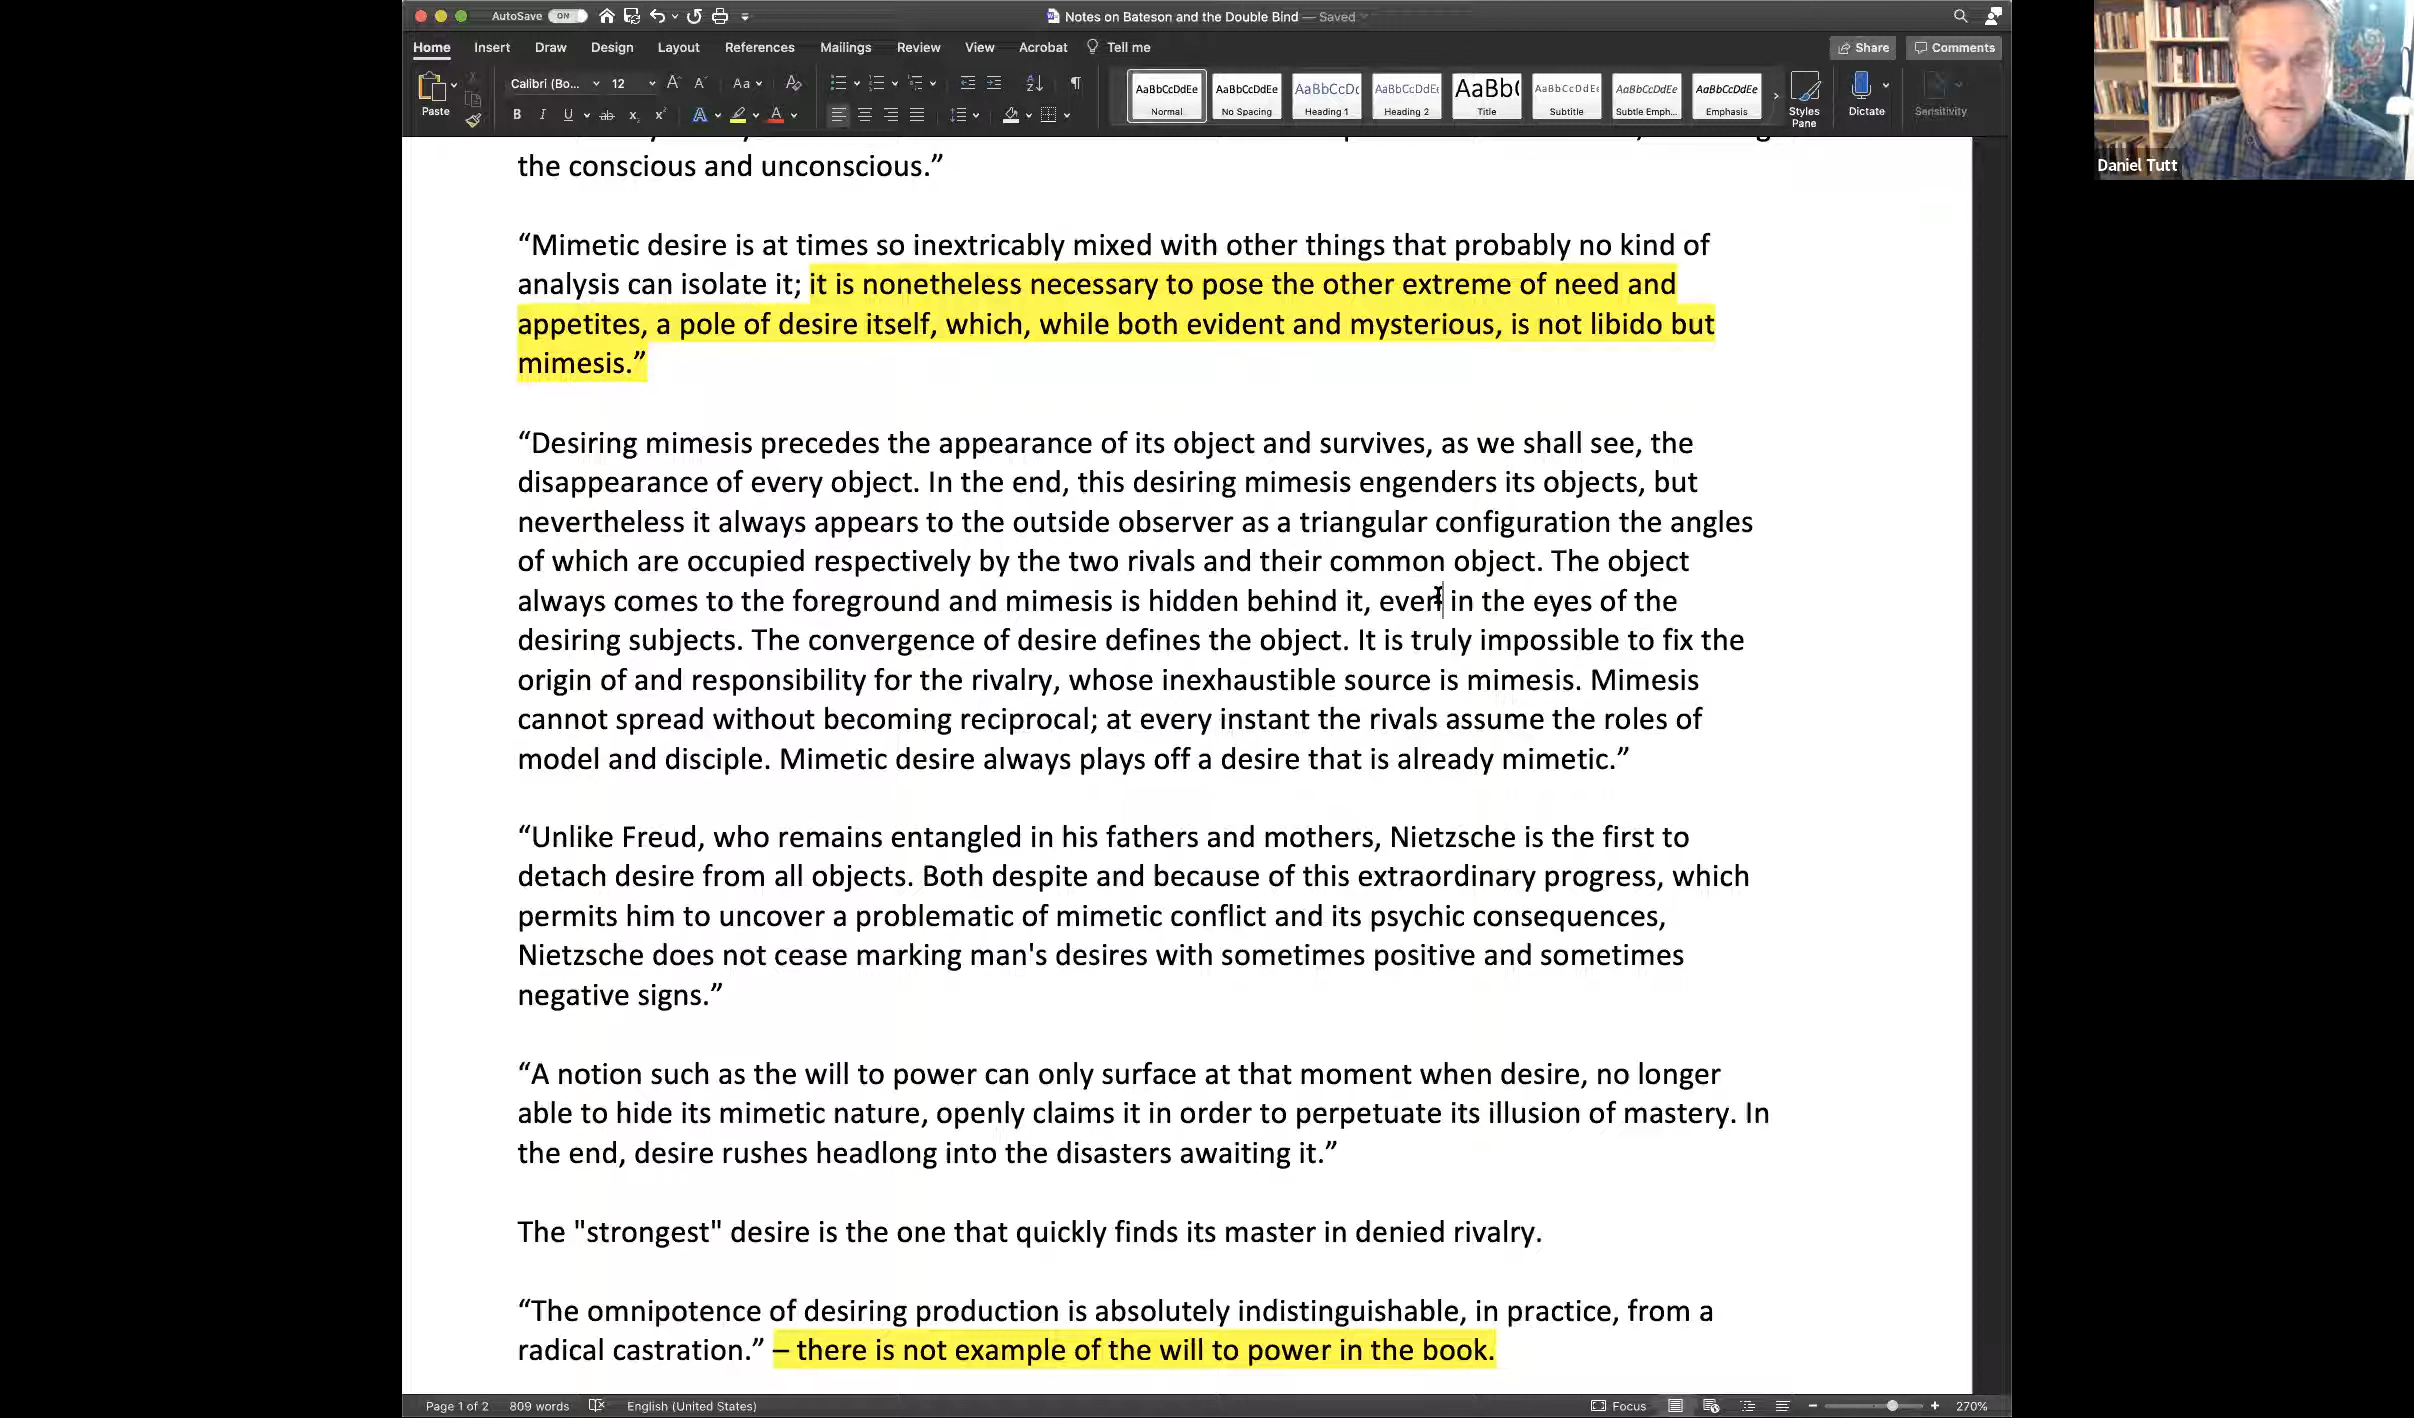 AutoSave ON
Notes on Bateson and the Double Bind — Saved
Home Insert Draw Design Layout References Mailings Review View Acrobat Tell me Share Comments
Paste
Calibri (Bo... 12
AaBbCcDdEe Normal
AaBbCcDdEe No Spacing
AaBbCcDc Heading 1
AaBbCcDdEe Heading 2
AaBb( Title
AaBbCcDdEe Subtitle
AaBbCcDdEe Subtle Emph...
AaBbCcDdEe Emphasis
Styles Pane
Dictate
Sensitivity
Daniel Tutt
the conscious and unconscious.”
“Mimetic desire is at times so inextricably mixed with other things that probably no kind of
analysis can isolate it; it is nonetheless necessary to pose the other extreme of need and
appetites, a pole of desire itself, which, while both evident and mysterious, is not libido but
mimesis.”
“Desiring mimesis precedes the appearance of its object and survives, as we shall see, the
disappearance of every object. In the end, this desiring mimesis engenders its objects, but
nevertheless it always appears to the outside observer as a triangular configuration the angles
of which are occupied respectively by the two rivals and their common object. The object
always comes to the foreground and mimesis is hidden behind it, even in the eyes of the
desiring subjects. The convergence of desire defines the object. It is truly impossible to fix the
origin of and responsibility for the rivalry, whose inexhaustible source is mimesis. Mimesis
cannot spread without becoming reciprocal; at every instant the rivals assume the roles of
model and disciple. Mimetic desire always plays off a desire that is already mimetic.”
“Unlike Freud, who remains entangled in his fathers and mothers, Nietzsche is the first to
detach desire from all objects. Both despite and because of this extraordinary progress, which
permits him to uncover a problematic of mimetic conflict and its psychic consequences,
Nietzsche does not cease marking man's desires with sometimes positive and sometimes
negative signs.”
“A notion such as the will to power can only surface at that moment when desire, no longer
able to hide its mimetic nature, openly claims it in order to perpetuate its illusion of mastery. In
the end, desire rushes headlong into the disasters awaiting it.”
The "strongest" desire is the one that quickly finds its master in denied rivalry.
“The omnipotence of desiring production is absolutely indistinguishable, in practice, from a
radical castration.” – there is not example of the will to power in the book.
Page 1 of 2 809 words English (United States) Focus 270%